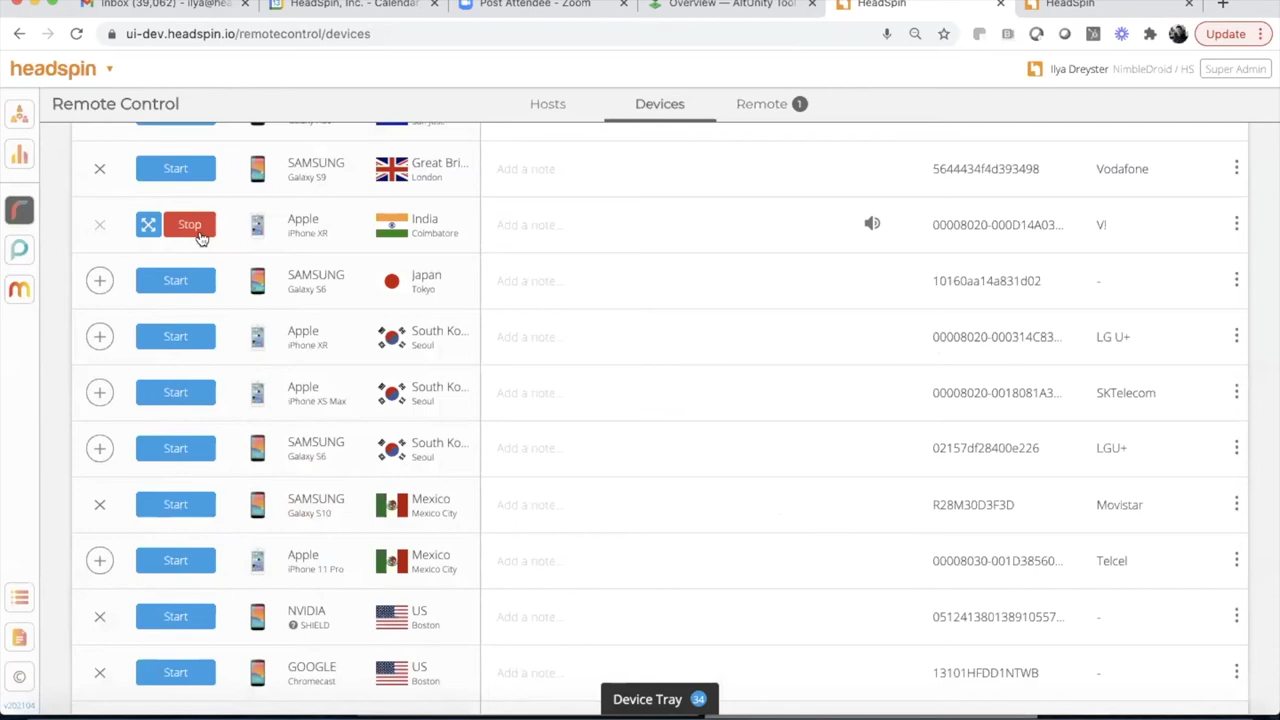 Inbox (39,062) – ilya@hea
HeadSpin, Inc. - Calendar
Post Attendee - Zoom
Overview — AltUnity Tool
HeadSpin
HeadSpin
ui-dev.headspin.io/remotecontrol/devices
Update
headspin
Ilya Dreyster NimbleDroid / HS Super Admin
Remote Control
Hosts
Devices
Remote 1
Start SAMSUNG Galaxy S9 Great Bri... London Add a note... 5644434f4d393498 Vodafone
Stop Apple iPhone XR India Coimbatore 00008020-000D14A03... V!
Start SAMSUNG Galaxy S6 japan Tokyo Add a note... 10160aa14a831d02 -
Start Apple iPhone XR South Ko... Seoul Add a note... 00008020-000314C83... LG U+
Start Apple iPhone XS Max South Ko... Seoul Add a note... 00008020-0018081A3... SKTelecom
Start SAMSUNG Galaxy S6 South Ko... Seoul Add a note... 02157df28400e226 LGU+
Start SAMSUNG Galaxy S10 Mexico Mexico City Add a note... R28M30D3F3D Movistar
Start Apple iPhone 11 Pro Mexico Mexico City Add a note... 00008030-001D38560... Telcel
Start NVIDIA SHIELD US Boston Add a note... 051241380138910557... -
Start GOOGLE Chromecast US Boston Add a note... 13101HFDD1NTWB -
Device Tray 34
v202104